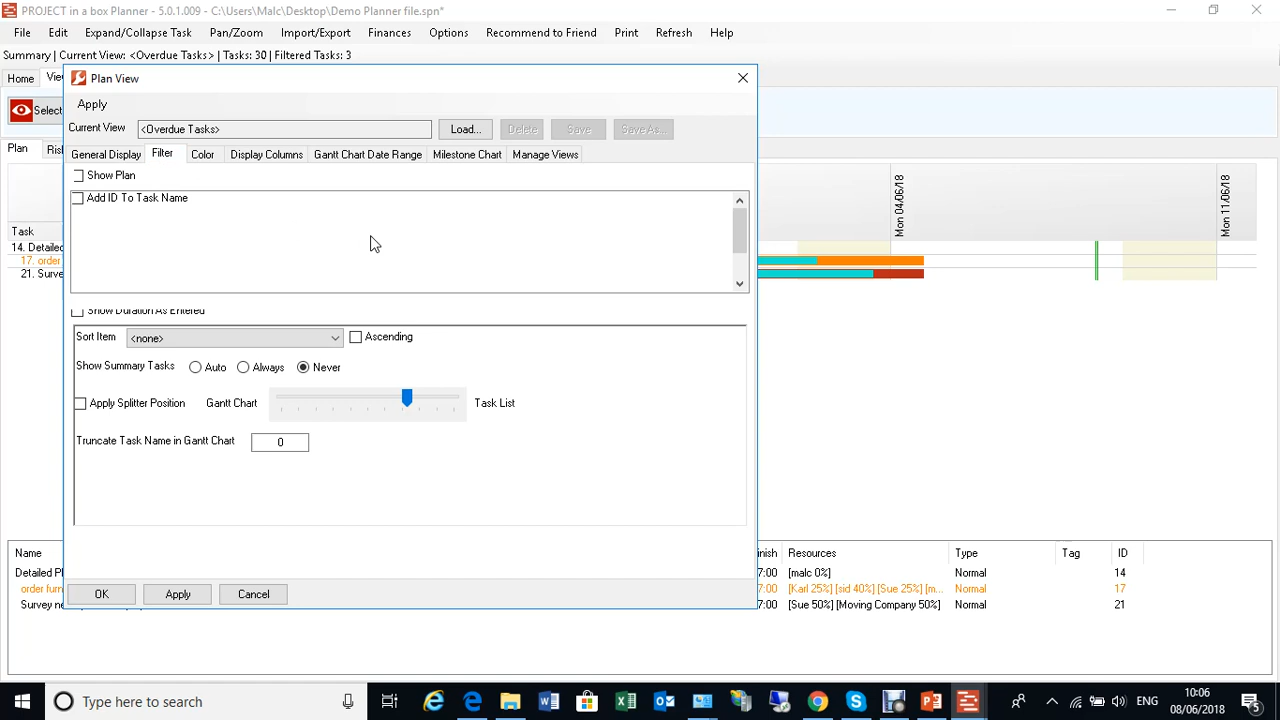 PROJECT in a box Planner - 5.0.1.009 - C:\Users\Malc\Desktop\Demo Planner file.spn*
File Edit Expand/Collapse Task Pan/Zoom Import/Export Finances Options Recommend to Friend Print Refresh Help
Summary | Current View: <Overdue Tasks> | Tasks: 30 | Filtered Tasks: 3
Home View
Plan View
Select
Apply
Current View <Overdue Tasks> Load... Delete Save Save As...
Plan Ris
General Display Filter Color Display Columns Gantt Chart Date Range Milestone Chart Manage Views
Show Plan
Add ID To Task Name
Mon 04/06/18
Mon 11/06/18
Task
14. Detailed
17. order
21. Surve
Show Duration As Entered
Sort Item <none> Ascending
Show Summary Tasks Auto Always Never
Apply Splitter Position Gantt Chart Task List
Truncate Task Name in Gantt Chart 0
Name inish Resources Type Tag ID
Detailed Pl 7:00 [malc 0%] Normal 14
order furn 7:00 [Karl 25%] [sid 40%] [Sue 25%] [m... Normal 17
Survey ne 7:00 [Sue 50%] [Moving Company 50%] Normal 21
OK Apply Cancel
Type here to search
ENG
10:06
08/06/2018
5